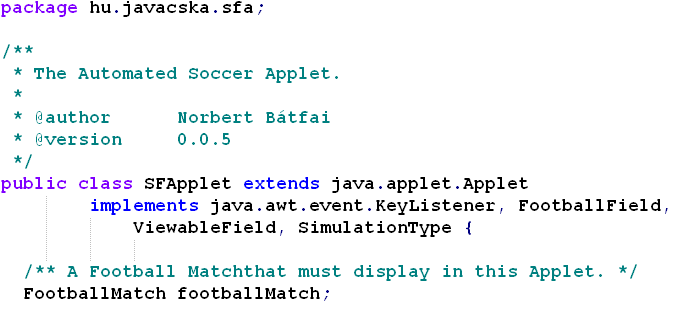 package hu.javacska.sfa;
/**
* The Automated Soccer Applet.
*
* @author Norbert Bátfai
* @version 0.0.5
*/
public class SFApplet extends java.applet.Applet
implements java.awt.event.KeyListener, FootballField,
ViewableField, SimulationType {
/** A Football Matchthat must display in this Applet. */
FootballMatch footballMatch;